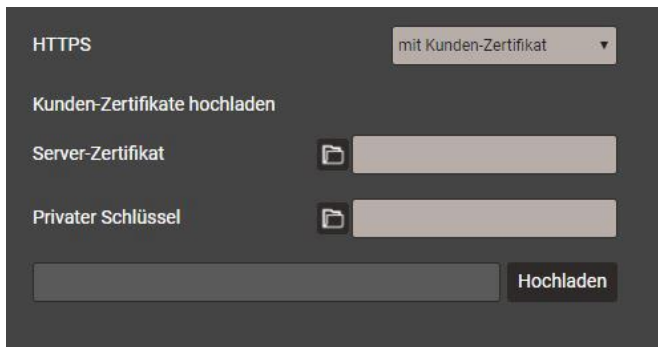 HTTPS mit Kunden-Zertifikat
Kunden-Zertifikate hochladen
Server-Zertifikat
Privater Schlüssel
Hochladen